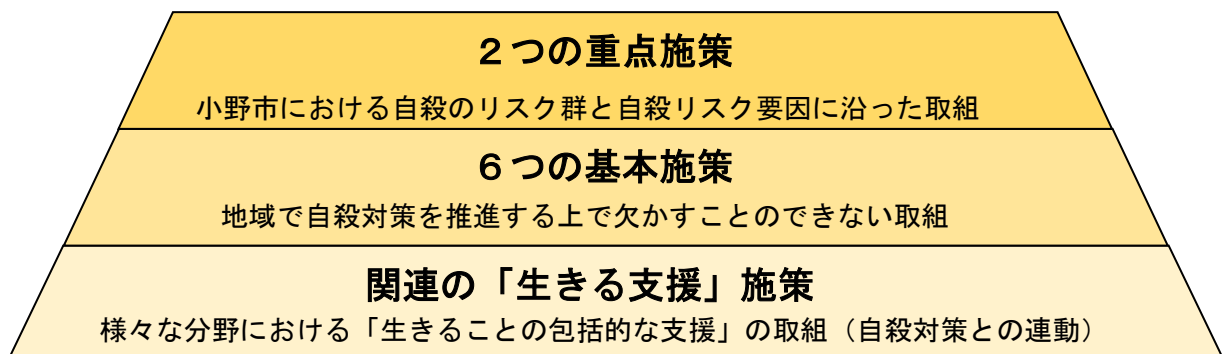 ２つの重点施策
小野市における自殺のリスク群と自殺リスク要因に沿った取組
６つの基本施策
地域で自殺対策を推進する上で欠かすことのできない取組
関連の「生きる支援」施策
様々な分野における「生きることの包括的な支援」の取組（自殺対策との連動）